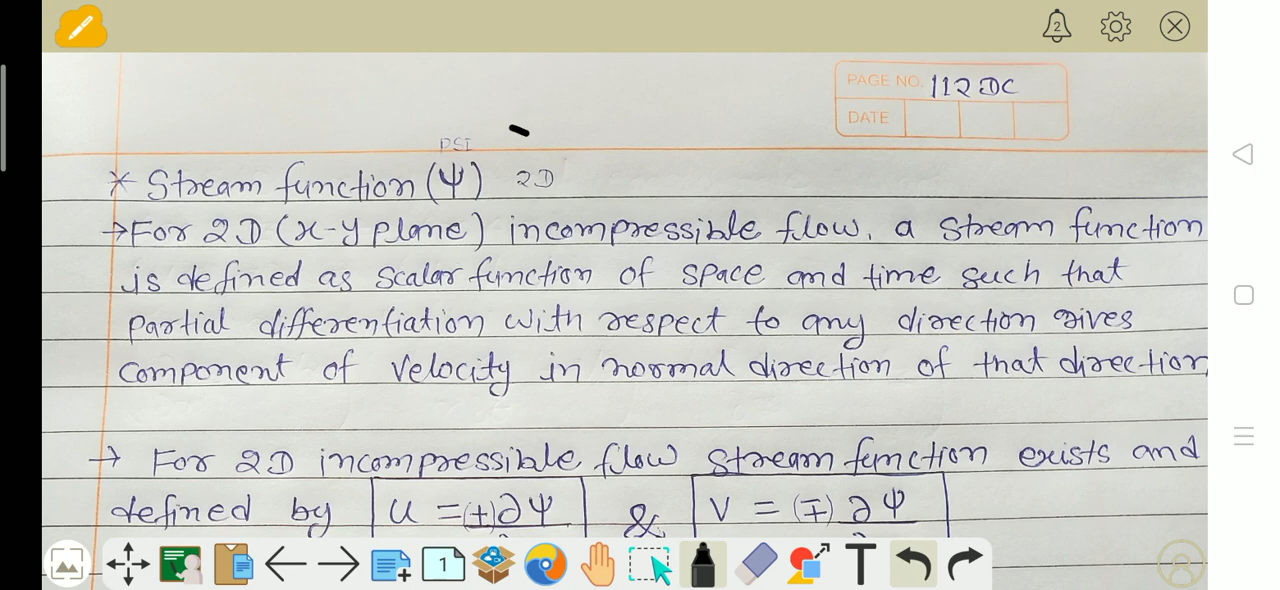 2
PAGE NO. 112 DC
DATE
PSI
* Stream function (Ψ) 2D
→ For 2D (x-y plane) incompressible flow, a stream function
is defined as scalar function of space and time such that
partial differentiation with respect to any direction gives
component of velocity in normal direction of that direction
→ For 2D incompressible flow stream function exists and
defined by u = (±) ∂Ψ & v = (∓) ∂Ψ
1 T